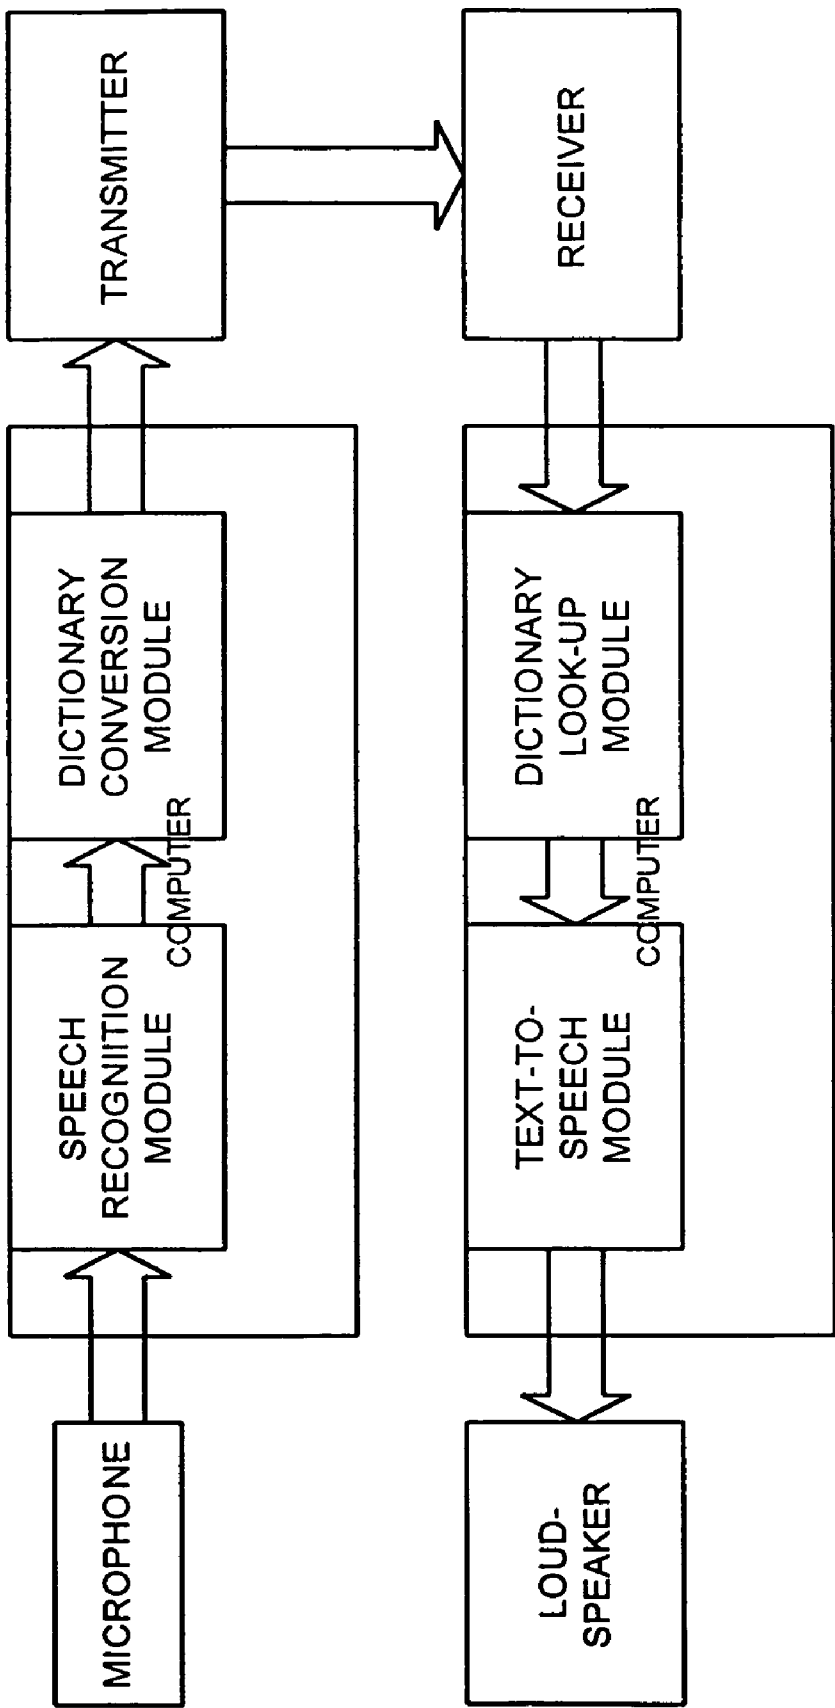 MICROPHONE
SPEECH
RECOGNIITION
MODULE
DICTIONARY
CONVERSION
MODULE
COMPUTER
TRANSMITTER
RECEIVER
DICTIONARY
LOOK-UP
MODULE
TEXT-TO-
SPEECH
MODULE
COMPUTER
LOUD-
SPEAKER